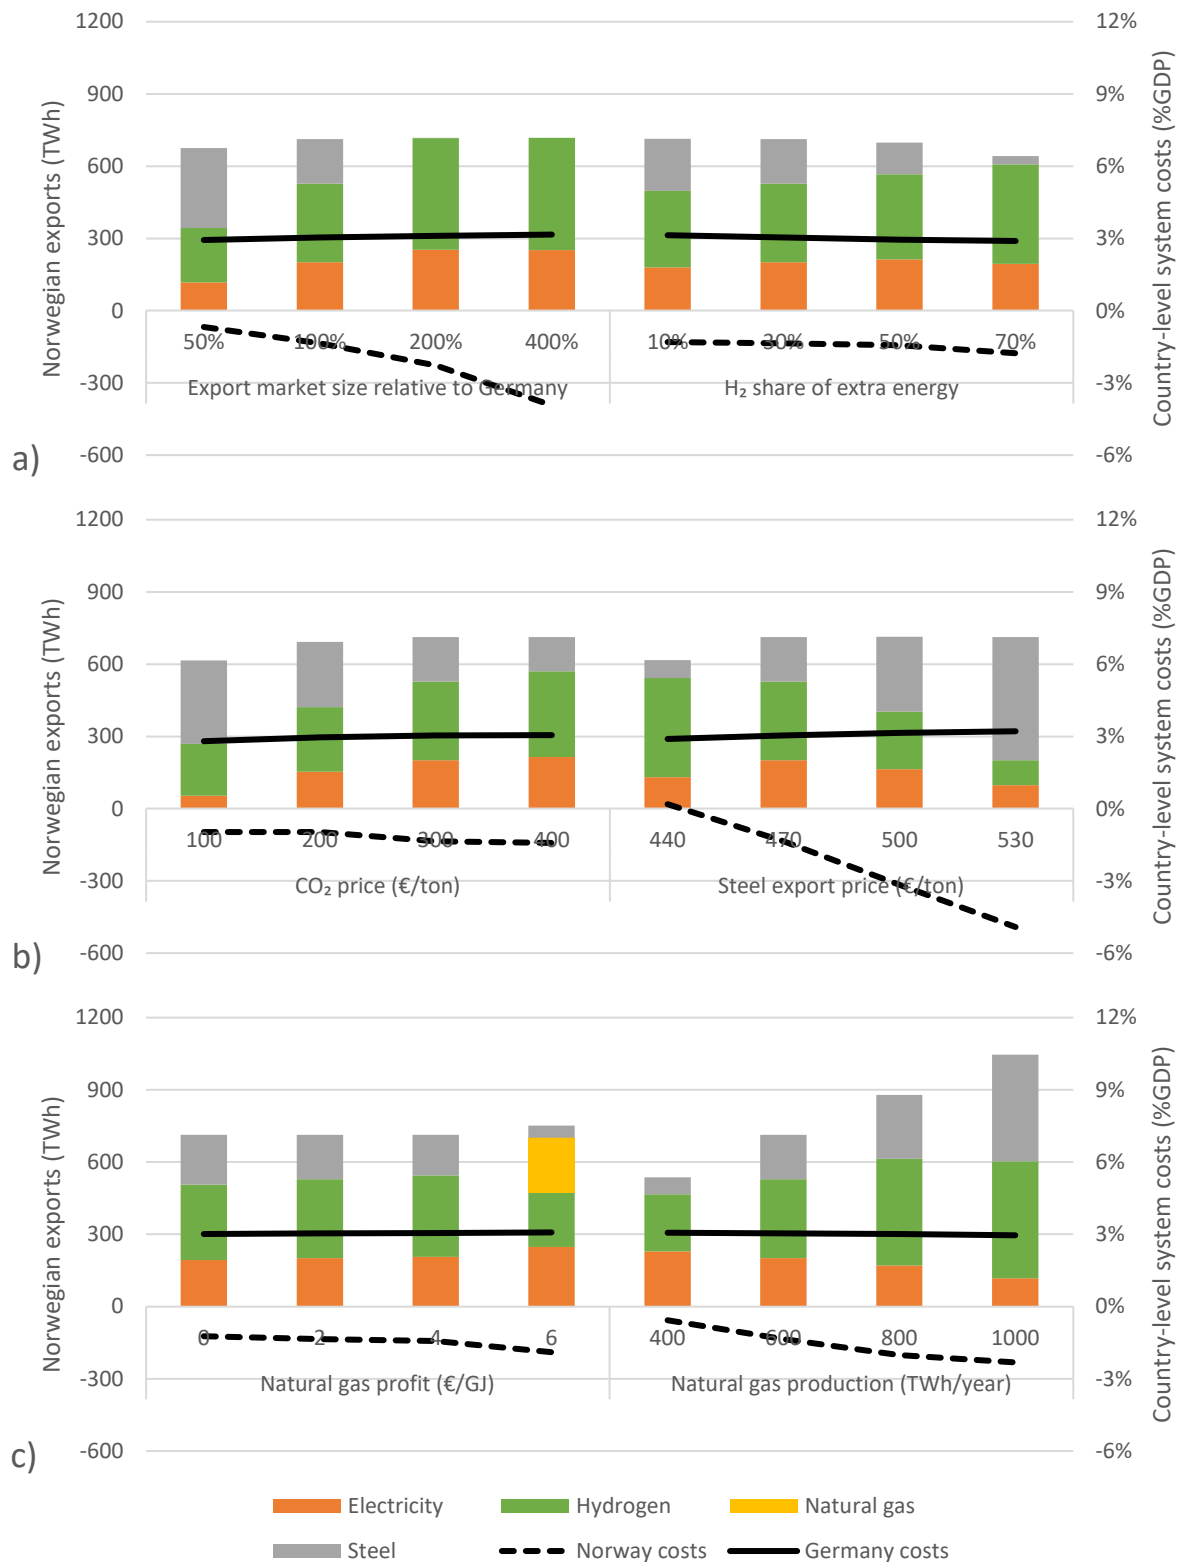 1200
900
600
300
0
-300
-600
Norwegian exports (TWh)
12%
9%
6%
3%
0%
-3%
-6%
Country-level system costs (%GDP)
50% 100% 200% 400% 10% 30% 50% 70%
Export market size relative to Germany H₂ share of extra energy
a)
1200
900
600
300
0
-300
-600
Norwegian exports (TWh)
12%
9%
6%
3%
0%
-3%
-6%
Country-level system costs (%GDP)
100 200 300 400 440 470 500 530
CO₂ price (€/ton) Steel export price (€/ton)
b)
1200
900
600
300
0
-300
-600
Norwegian exports (TWh)
12%
9%
6%
3%
0%
-3%
-6%
Country-level system costs (%GDP)
0 2 4 6 400 600 800 1000
Natural gas profit (€/GJ) Natural gas production (TWh/year)
c)
Electricity Hydrogen Natural gas
Steel Norway costs Germany costs